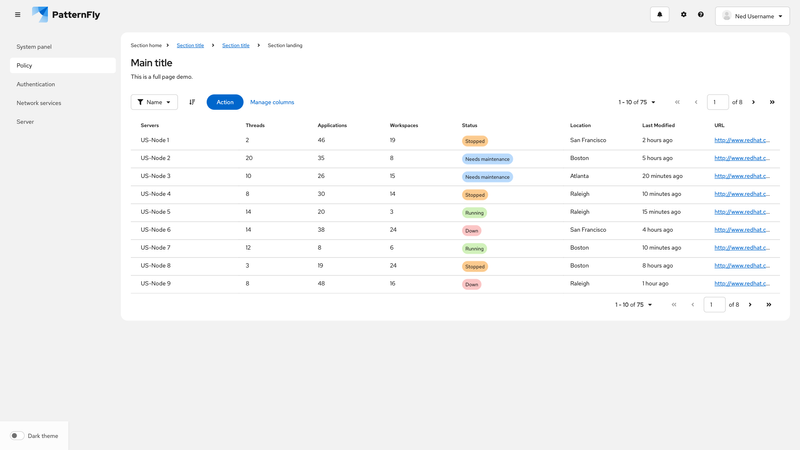 PatternFly
Ned Username
System panel
Policy
Authentication
Network services
Server
Section home Section title Section title Section landing
Main title
This is a full page demo.
Name Action Manage columns 1 - 10 of 75 1 of 8
Servers Threads Applications Workspaces Status Location Last Modified URL
US-Node 1 2 46 19 Stopped San Francisco 2 hours ago http://www.redhat.c...
US-Node 2 20 35 8 Needs maintenance Boston 5 hours ago http://www.redhat.c...
US-Node 3 10 26 15 Needs maintenance Atlanta 20 minutes ago http://www.redhat.c...
US-Node 4 8 30 14 Stopped Raleigh 10 minutes ago http://www.redhat.c...
US-Node 5 14 20 3 Running Raleigh 15 minutes ago http://www.redhat.c...
US-Node 6 14 38 24 Down San Francisco 4 hours ago http://www.redhat.c...
US-Node 7 12 8 6 Running Boston 10 minutes ago http://www.redhat.c...
US-Node 8 3 19 24 Stopped Boston 8 hours ago http://www.redhat.c...
US-Node 9 8 48 16 Down Raleigh 1 hour ago http://www.redhat.c...
1 - 10 of 75 1 of 8
Dark theme